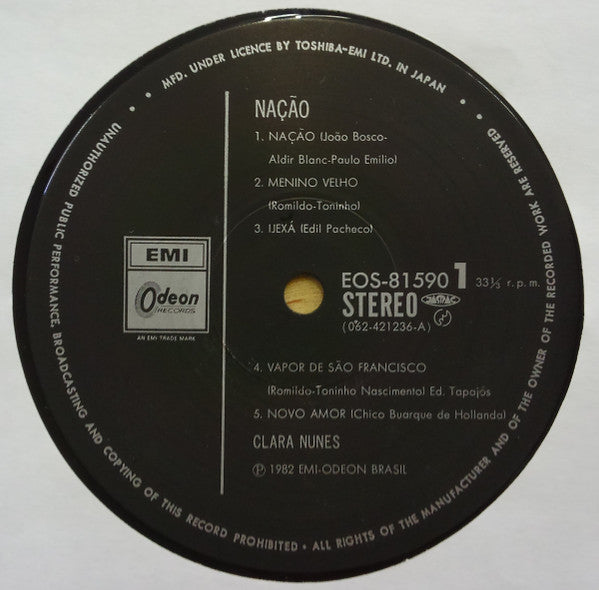 MFD. UNDER LICENCE BY TOSHIBA-EMI LTD. IN JAPAN
NAÇÃO
1. NAÇÃO (João Bosco-
Aldir Blanc-Paulo Emilio)
2. MENINO VELHO
(Romildo-Toninho)
3. IJEXÁ (Edil Pacheco)
EMI
Odeon
RECORDS
AN EMI TRADE MARK
EOS-81590 1 33⅓ r.p.m.
STEREO JASRAC
(062-421236-A)
4. VAPOR DE SÃO FRANCISCO
(Romildo-Toninho Nascimento) Ed. Tapajós
5. NOVO AMOR (Chico Buarque de Hollanda)
CLARA NUNES
Ⓟ 1982 EMI-ODEON BRASIL
UNAUTHORIZED PUBLIC PERFORMANCE, BROADCASTING AND COPYING OF THIS RECORD PROHIBITED • ALL RIGHTS OF THE MANUFACTURER AND OF THE OWNER OF THE RECORDED WORK ARE RESERVED